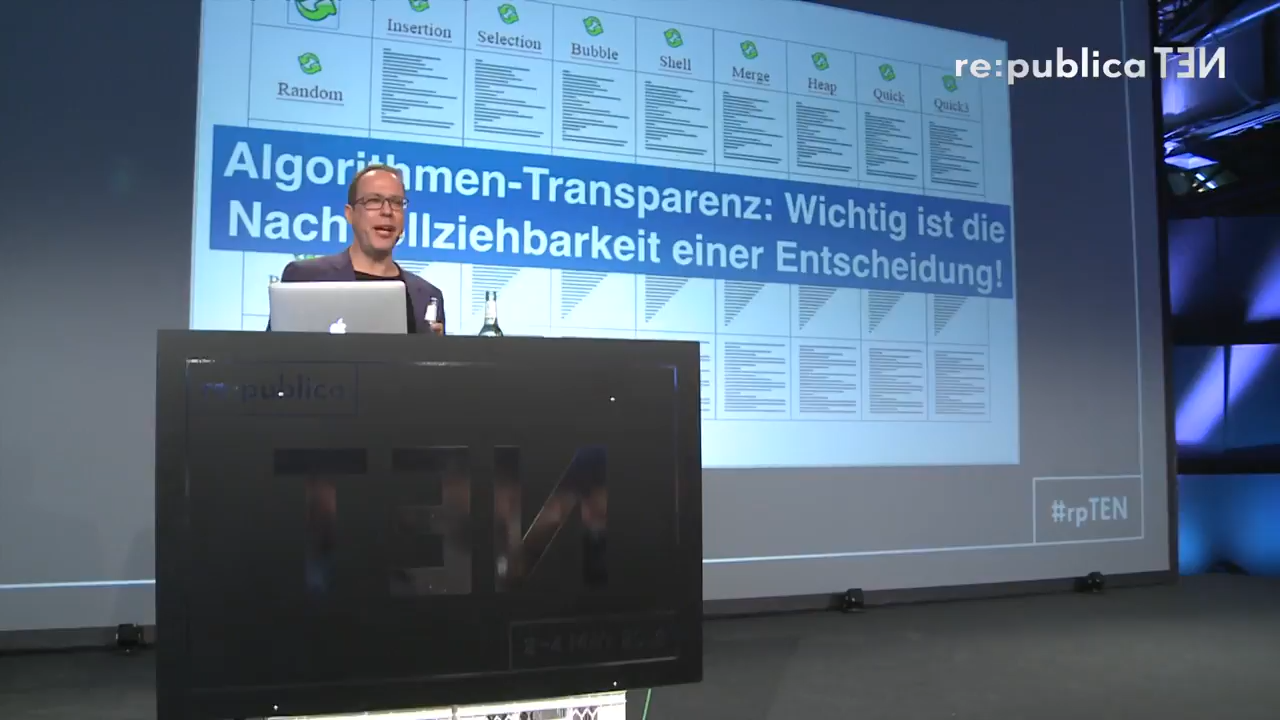 re:publica TEN
Insertion
Selection
Bubble
Shell
Merge
Heap
Quick
Quick3
Random
Algorithmen-Transparenz: Wichtig ist die
einer Entscheidung!
re:publica
TEN
#rpTEN